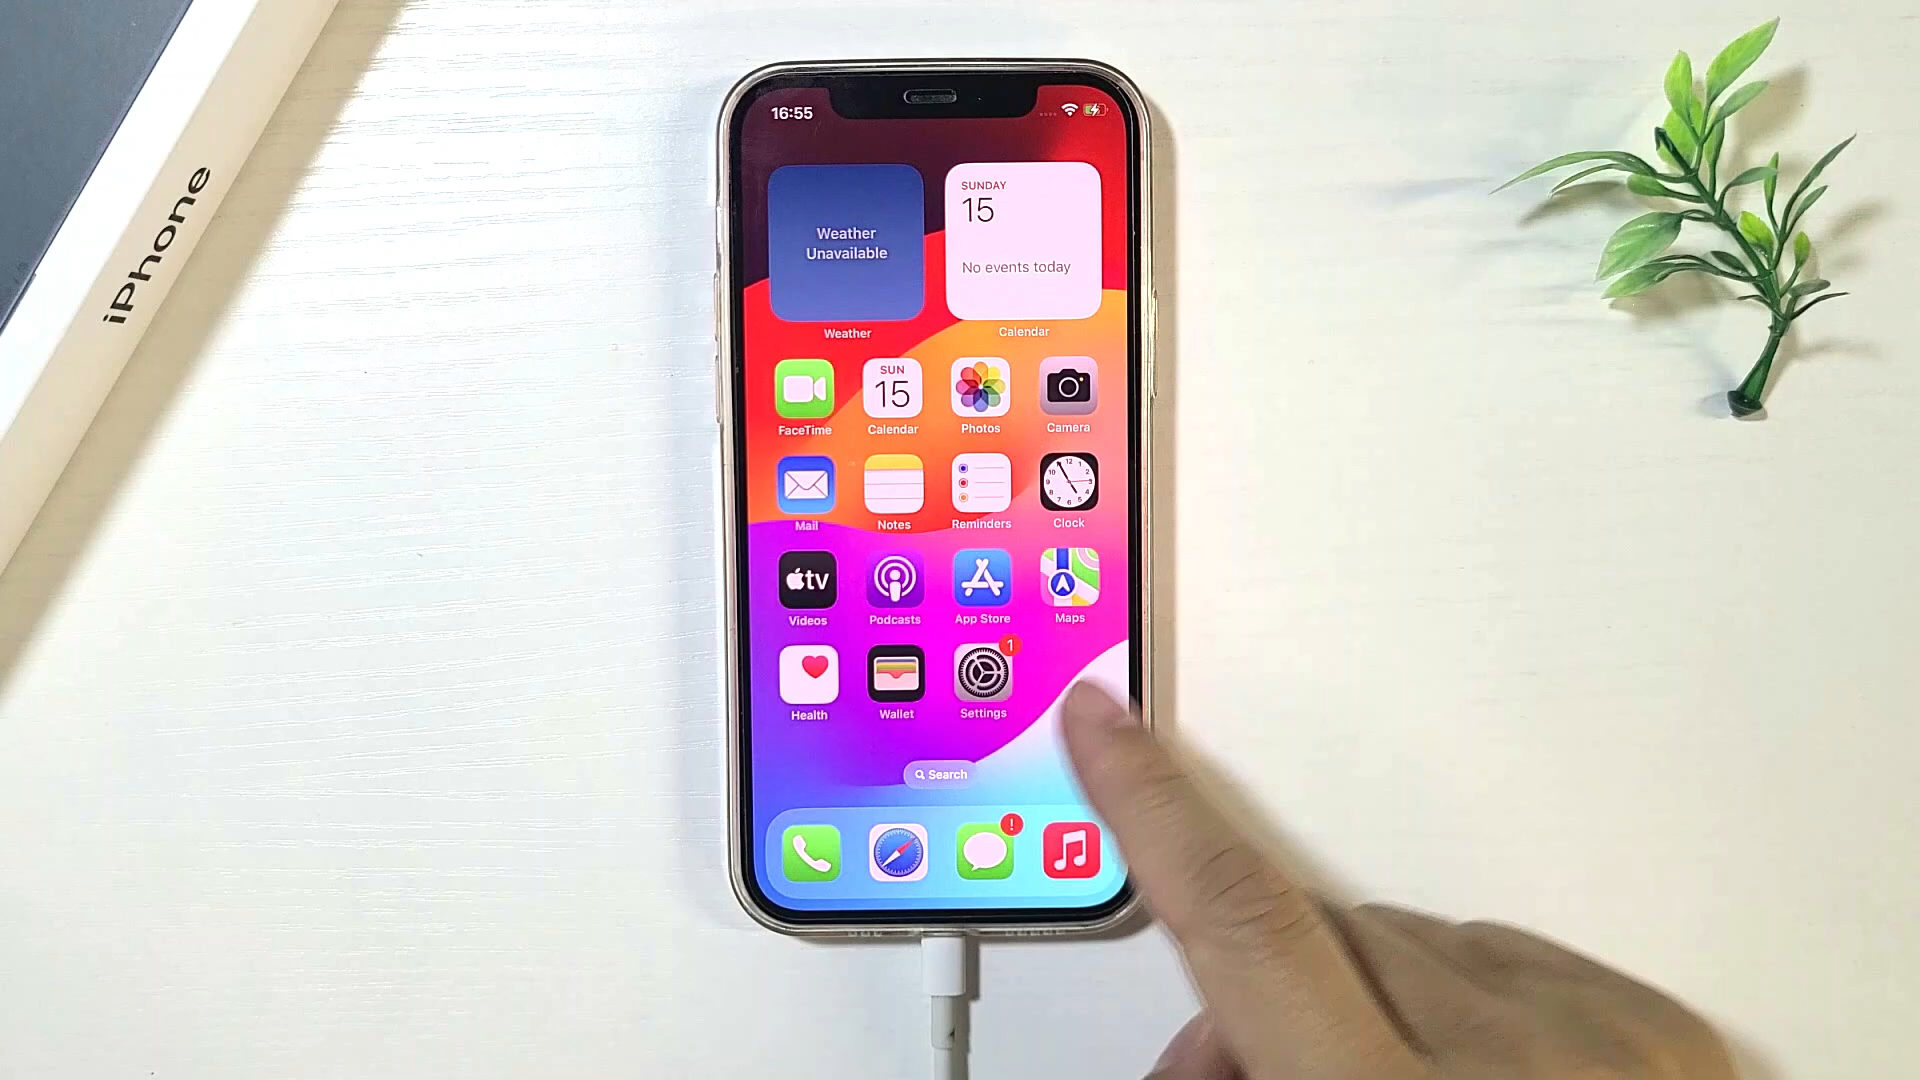 iPhone
16:55
Weather
Unavailable
SUNDAY
15
No events today
Weather
Calendar
SUN
15
FaceTime
Calendar
Photos
Camera
Mail
Notes
Reminders
Clock
tv
Videos
Podcasts
App Store
Maps
1
Health
Wallet
Settings
Search
!